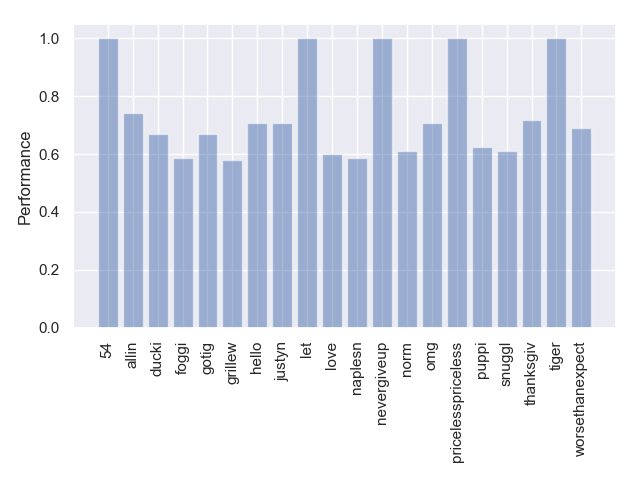 Performance
1.0
0.8
0.6
0.4
0.2
0.0
54
allin
ducki
foggi
gotig
grillew
hello
justyn
let
love
naplesn
nevergiveup
norm
omg
pricelesspriceless
puppi
snuggl
thanksgiv
tiger
worsethanexpect